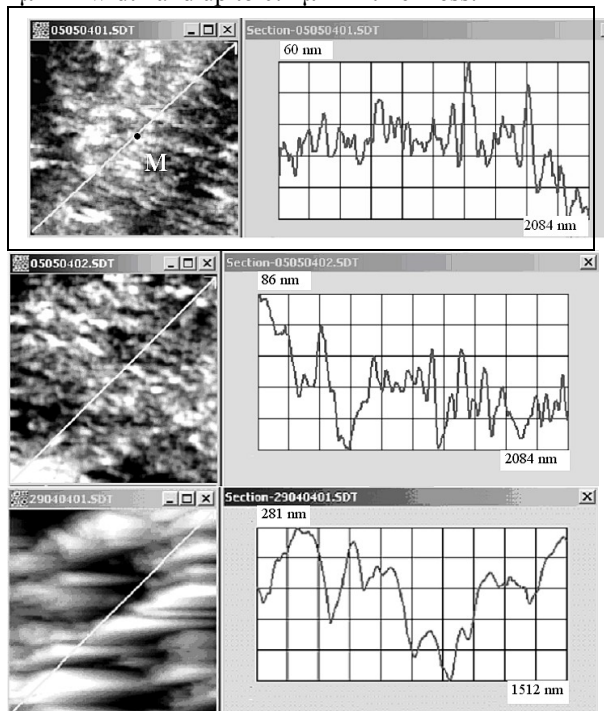 05050401.SDT
Section-05050401.SDT
60 nm
M
2084 nm
05050402.SDT
Section-05050402.SDT
86 nm
2084 nm
29040401.SDT
Section-29040401.SDT
281 nm
1512 nm